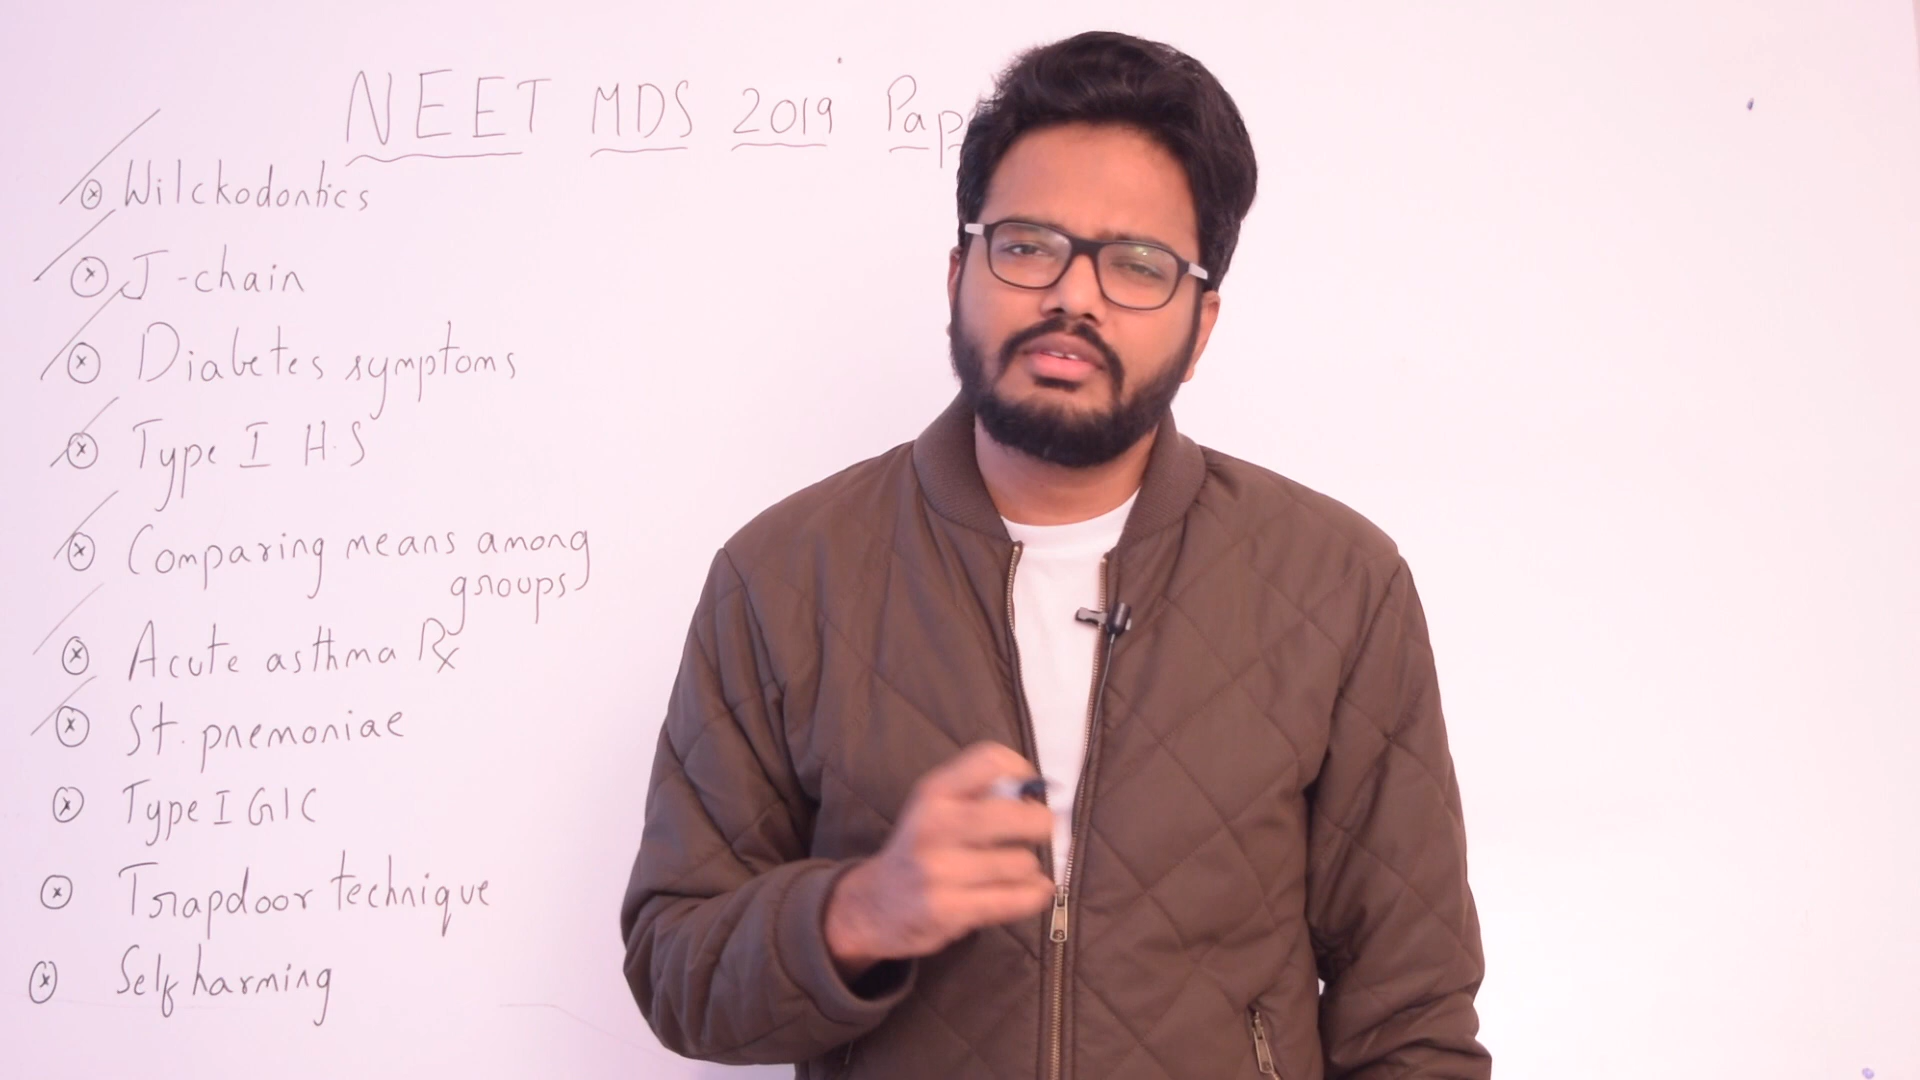 NEET MDS 2019 Pap
Wilckodontics
J-chain
Diabetes symptoms
Type I H.S
Comparing means among
groups
Acute asthma Rx
St. pnemoniae
Type I GIC
Trapdoor technique
Self harming